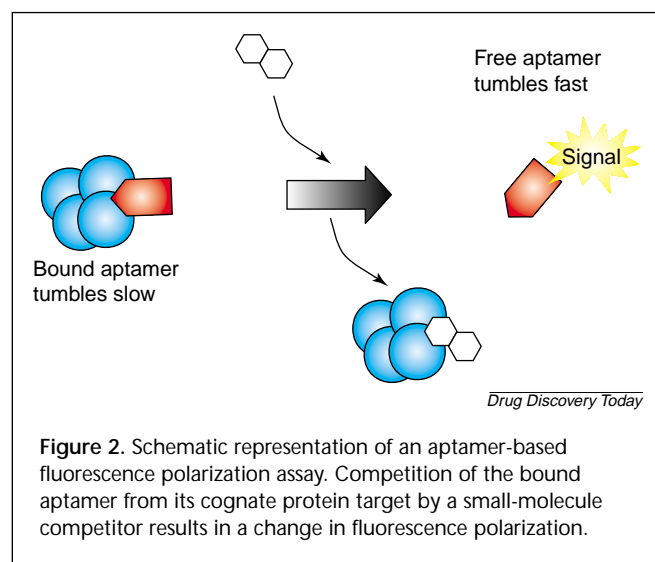 Free aptamer
tumbles fast
Signal
Bound aptamer
tumbles slow
Drug Discovery Today
Figure 2. Schematic representation of an aptamer-based
fluorescence polarization assay. Competition of the bound
aptamer from its cognate protein target by a small-molecule
competitor results in a change in fluorescence polarization.